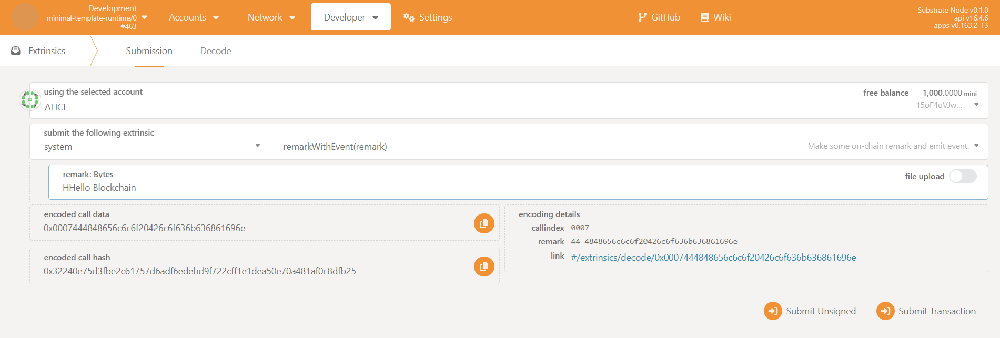 Development
minimal-template-runtime/0
#463
Accounts
Network
Developer
Settings
GitHub
Wiki
Substrate Node v0.1.0
api v16.4.6
apps v0.163.2-13
Extrinsics
Submission
Decode
using the selected account
ALICE
free balance 1,000.0000 mini
15oF4uVJw...
submit the following extrinsic
system
remarkWithEvent(remark)
Make some on-chain remark and emit event.
remark: Bytes
HHello Blockchain
file upload
encoded call data
0x0007444848656c6c6f20426c6f636b636861696e
encoded call hash
0x32240e75d3fbe2c61757d6adf6edebd9f722cff1e1dea50e70a481af0c8dfb25
encoding details
callindex 0007
remark 44 4848656c6c6f20426c6f636b636861696e
link #/extrinsics/decode/0x0007444848656c6c6f20426c6f636b636861696e
Submit Unsigned
Submit Transaction